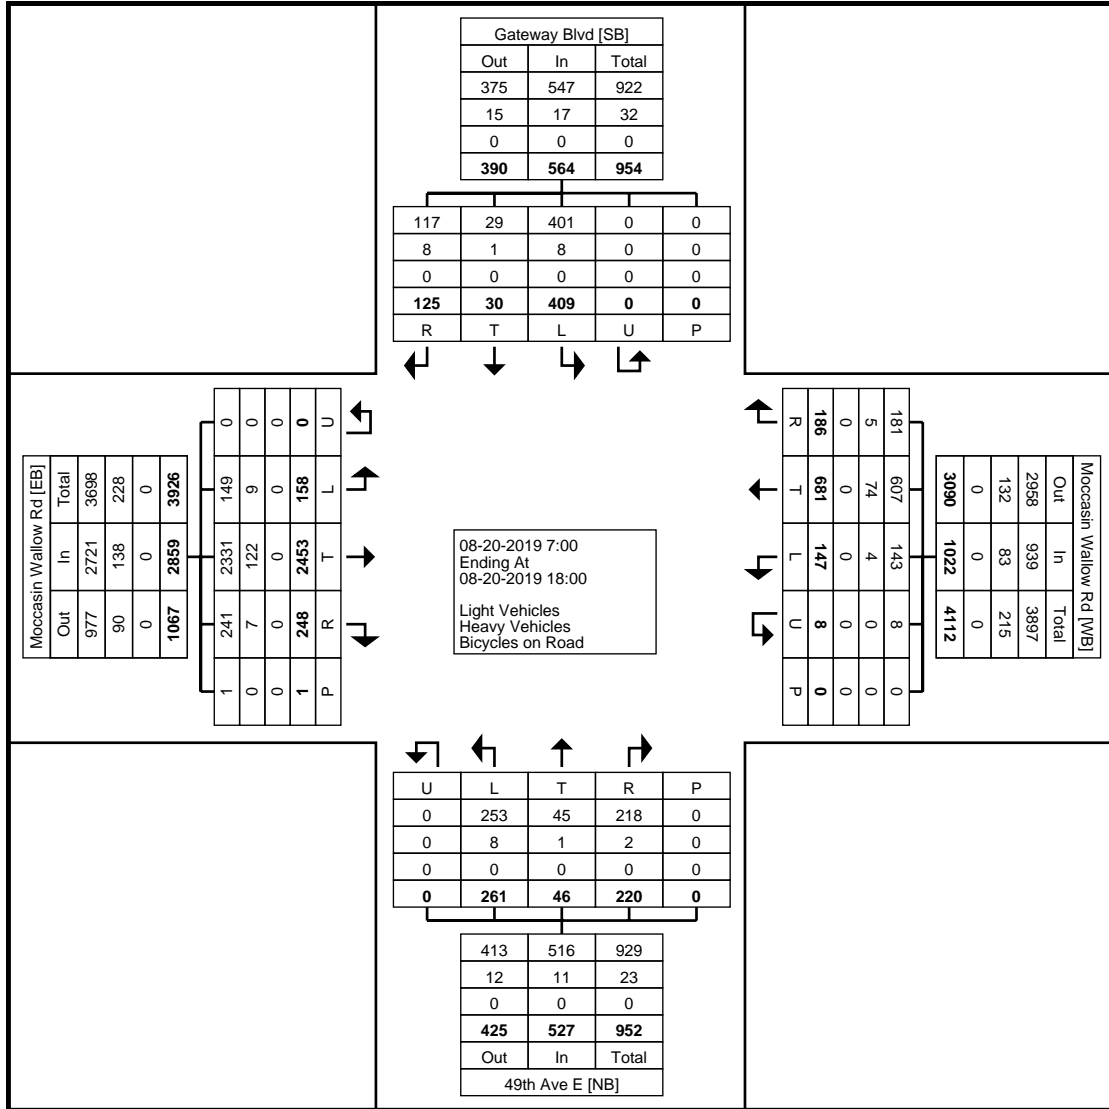 Gateway Blvd [SB]
Out In Total
375 547 922
15 17 32
0 0 0
390 564 954
117 29 401 0 0
8 1 8 0 0
0 0 0 0 0
125 30 409 0 0
R T L U P
Moccasin Wallow Rd [EB]
Total In Out
3698 2721 977
228 138 90
0 0 0
3926 2859 1067
0 149 2331 241 1
0 9 122 7 0
0 0 0 0 0
0 158 2453 248 1
U L T R P
08-20-2019 7:00
Ending At
08-20-2019 18:00
Light Vehicles
Heavy Vehicles
Bicycles on Road
Moccasin Wallow Rd [WB]
Out In Total
2958 939 3897
132 83 215
0 0 0
3090 1022 4112
181 607 143 8 0
5 74 4 0 0
0 0 0 0 0
186 681 147 8 0
R T L U P
U L T R P
0 253 45 218 0
0 8 1 2 0
0 0 0 0 0
0 261 46 220 0
413 516 929
12 11 23
0 0 0
425 527 952
Out In Total
49th Ave E [NB]